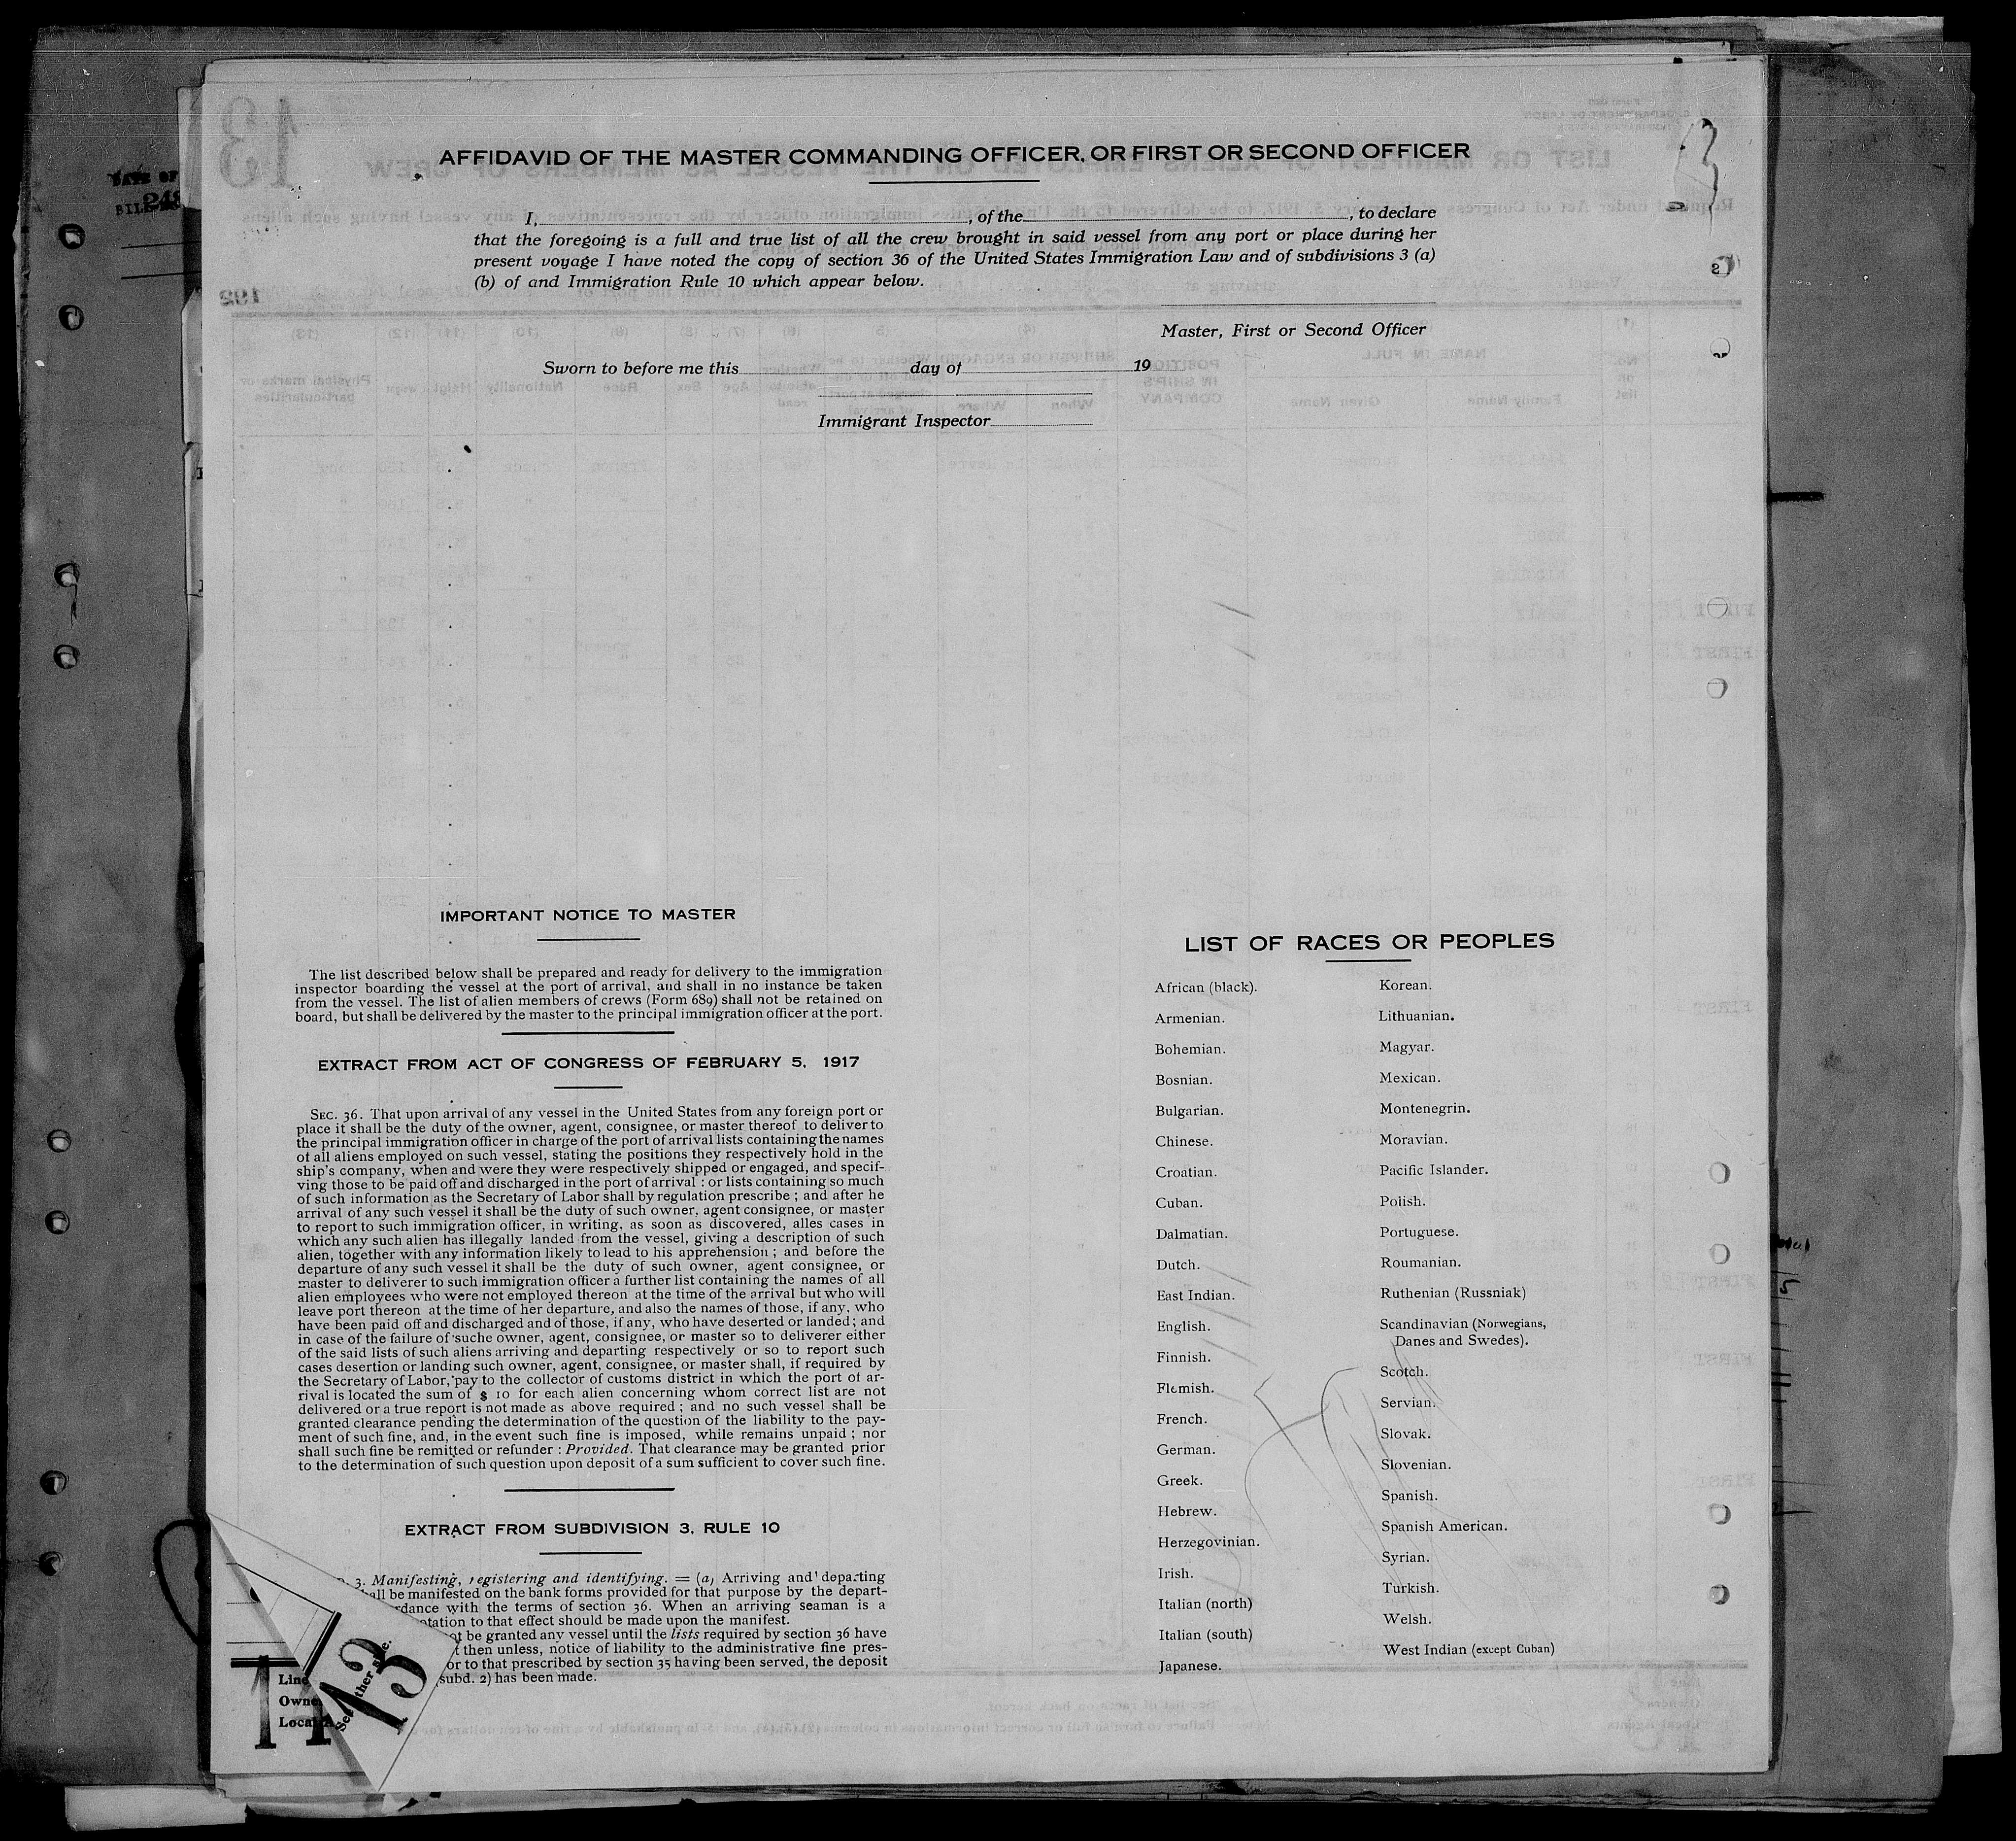 AFFIDAVID OF THE MASTER COMMANDING OFFICER, OR FIRST OR SECOND OFFICER
I, , of the , to declare
that the foregoing is a full and true list of all the crew brought in said vessel from any port or place during her
present voyage I have noted the copy of section 36 of the United States Immigration Law and of subdivisions 3 (a)
(b) of and Immigration Rule 10 which appear below.
Master, First or Second Officer
Sworn to before me this day of 19
Immigrant Inspector
IMPORTANT NOTICE TO MASTER
The list described below shall be prepared and ready for delivery to the immigration
inspector boarding the vessel at the port of arrival, and shall in no instance be taken
from the vessel. The list of alien members of crews (Form 689) shall not be retained on
board, but shall be delivered by the master to the principal immigration officer at the port.
EXTRACT FROM ACT OF CONGRESS OF FEBRUARY 5, 1917
SEC. 36. That upon arrival of any vessel in the United States from any foreign port or
place it shall be the duty of the owner, agent, consignee, or master thereof to deliver to
the principal immigration officer in charge of the port of arrival lists containing the names
ot all aliens employed on such vessel, stating the positions they respectively hold in the
ship's company, when and were they were respectively shipped or engaged, and specif-
ving those to be paid off and discharged in the port of arrival : or lists containing so much
of such information as the Secretary of Labor shall by regulation prescribe ; and after he
arrival of any such vessel it shall be the duty of such owner, agent consignee, or master
to report to such immigration officer, in writing, as soon as discovered, alles cases in
which any such alien has illegally landed from the vessel, giving a description of such
alien, together with any information likely to lead to his apprehension ; and before the
departure of any such vessel it shall be the duty of such owner, agent consignee, or
master to deliverer to such immigration officer a further list containing the names of all
alien employees who were not employed thereon at the time of the arrival but who will
leave port thereon at the time of her departure, and also the names of those, if any, who
have been paid off and discharged and of those, if any, who have deserted or landed ; and
in case of the failure of suche owner, agent, consignee, or master so to deliverer either
of the said lists of such aliens arriving and departing respectively or so to report such
cases desertion or landing such owner, agent, consignee, or master shall, if required by
the Secretary of Labor, pay to the collector of customs district in which the port of ar-
rival is located the sum of $ 10 for each alien concerning whom correct list are not
delivered or a true report is not made as above required ; and no such vessel shall be
granted clearance pending the determination of the question of the liability to the pay-
ment of such fine, and, in the event such fine is imposed, while remains unpaid ; nor
shall such fine be remitted or refunder : Provided. That clearance may be granted prior
to the determination of such question upon deposit of a sum sufficient to cover such fine.
EXTRACT FROM SUBDIVISION 3, RULE 10
3. Manifesting, registering and identifying. = (a) Arriving and departing
all be manifested on the bank forms provided for that purpose by the depart-
rdance with the terms of section 36. When an arriving seaman is a
otation to that effect should be made upon the manifest.
ot be granted any vessel until the lists required by section 36 have
t then unless, notice of liability to the administrative fine pres-
or to that prescribed by section 35 having been served, the deposit
subd. 2) has been made.
LIST OF RACES OR PEOPLES
African (black).
Armenian.
Bohemian.
Bosnian.
Bulgarian.
Chinese.
Croatian.
Cuban.
Dalmatian.
Dutch.
East Indian.
English.
Finnish.
Flemish.
French.
German.
Greek.
Hebrew.
Herzegovinian.
Irish.
Italian (north)
Italian (south)
Japanese.
Korean.
Lithuanian.
Magyar.
Mexican.
Montenegrin.
Moravian.
Pacific Islander.
Polish.
Portuguese.
Roumanian.
Ruthenian (Russniak)
Scandinavian (Norwegians,
Danes and Swedes).
Scotch.
Servian.
Slovak.
Slovenian.
Spanish.
Spanish American.
Syrian.
Turkish.
Welsh.
West Indian (except Cuban)
13
14
Line
Owne
Local A
13